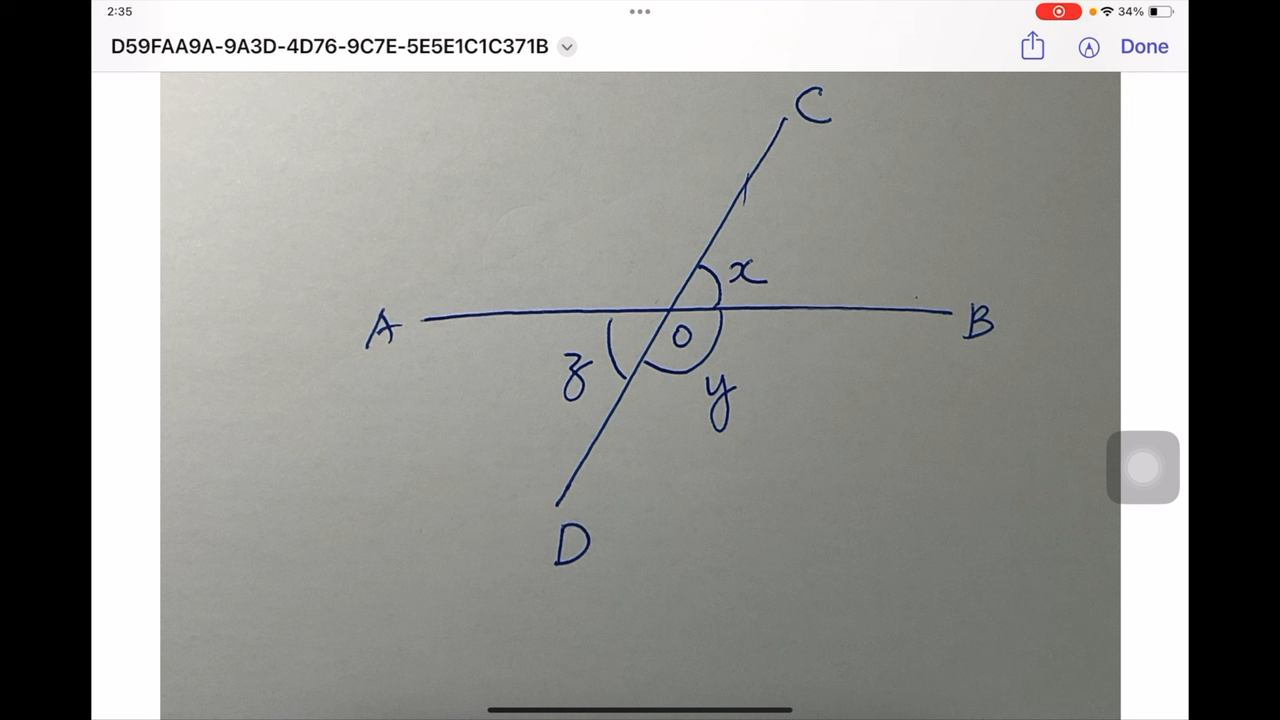 2:35
34%
D59FAA9A-9A3D-4D76-9C7E-5E5E1C1C371B
Done
C
x
A
B
O
z
y
D